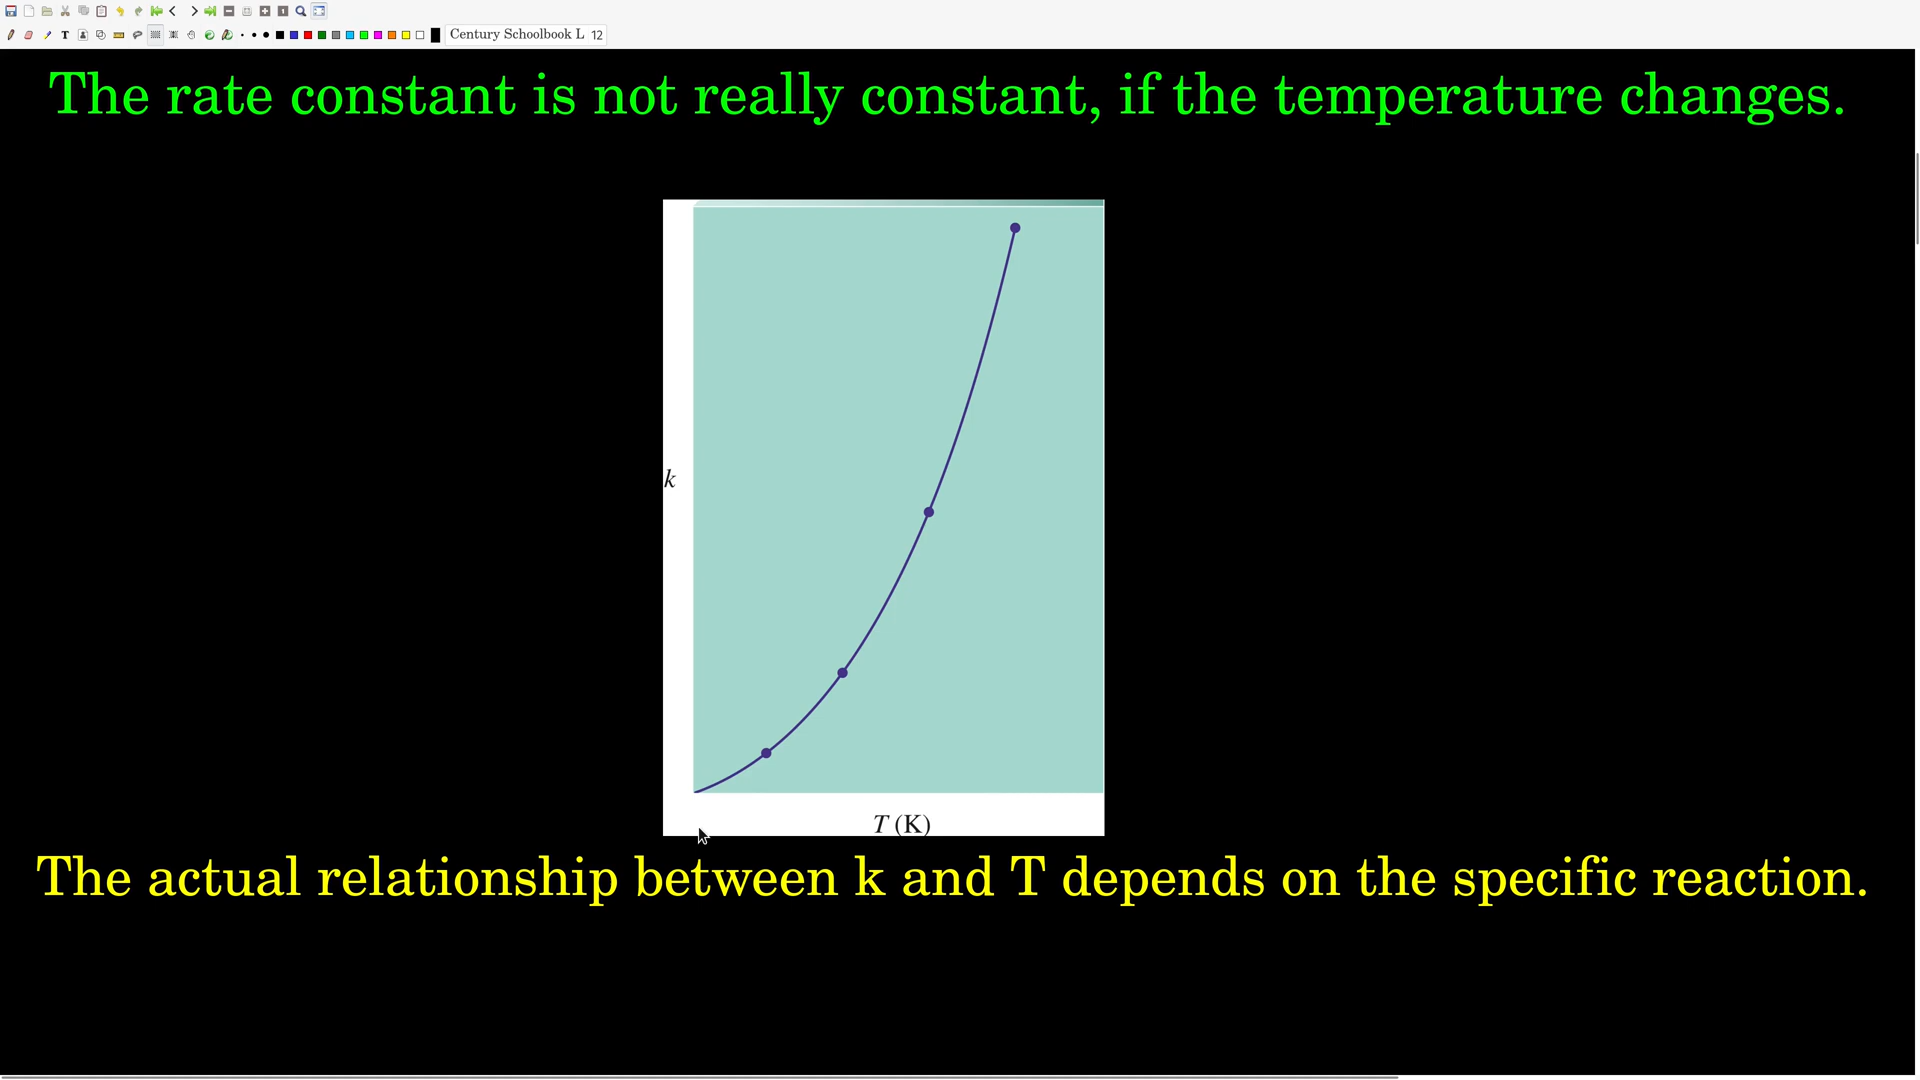 Century Schoolbook L 12
The rate constant is not really constant, if the temperature changes.
k
T (K)
The actual relationship between k and T depends on the specific reaction.